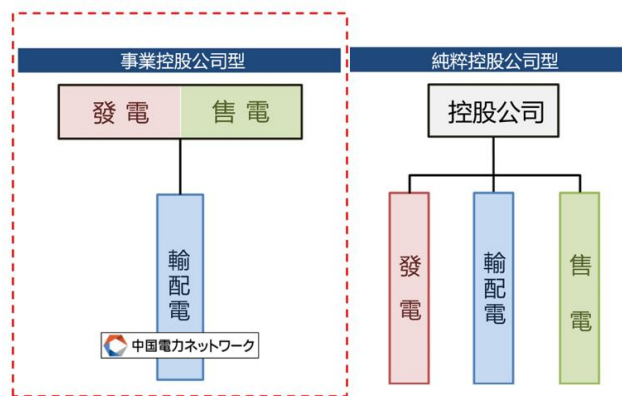 事業控股公司型
發電 售電
輸配電
中国電力ネットワーク
純粹控股公司型
控股公司
發電
輸配電
售電